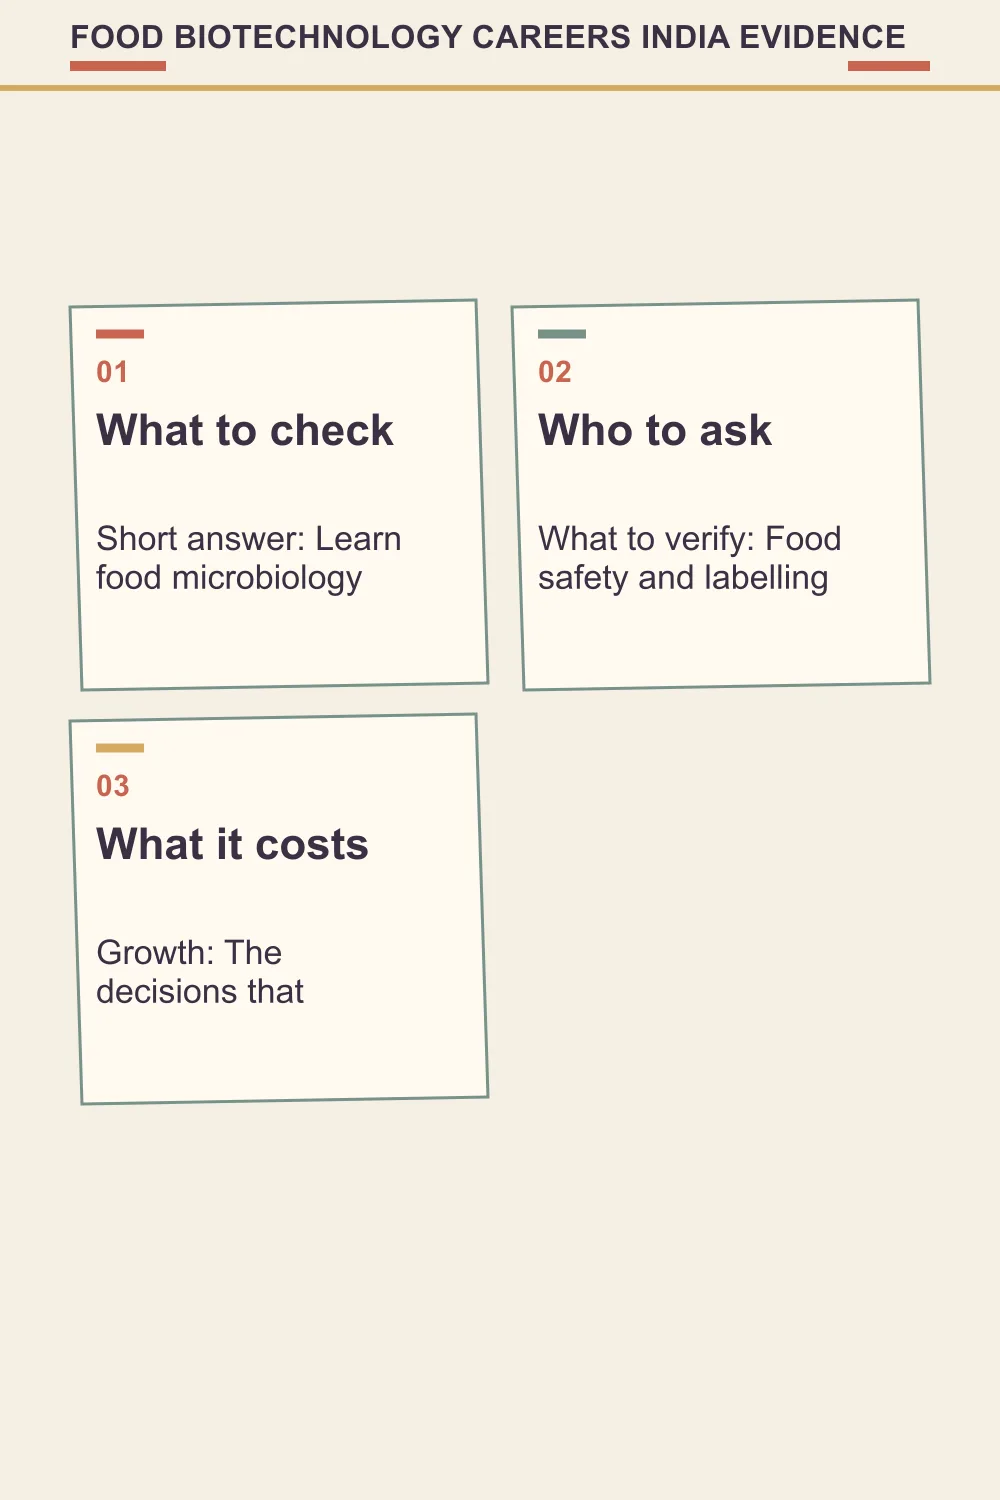 FOOD BIOTECHNOLOGY CAREERS INDIA EVIDENCE
01
What to check
Short answer: Learn
food microbiology
02
Who to ask
What to verify: Food
safety and labelling
03
What it costs
Growth: The
decisions that